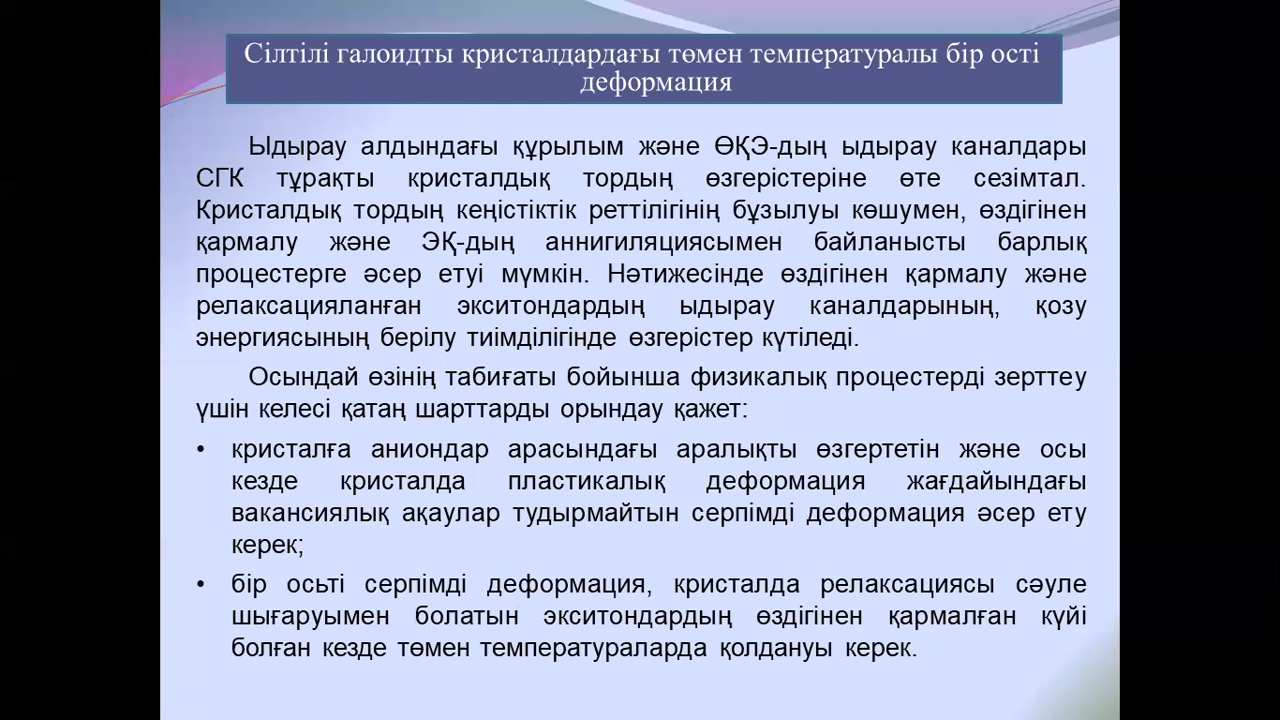 Сілтілі галоидты кристалдардағы төмен температуралы бір ості
деформация
Ыдырау алдындағы құрылым және ӨҚЭ-дың ыдырау каналдары
СГК тұрақты кристалдық тордың өзгерістеріне өте сезімтал.
Кристалдық тордың кеңістіктік реттілігінің бұзылуы көшумен, өздігінен
қармалу және ЭҚ-дың аннигиляциясымен байланысты барлық
процестерге әсер етуі мүмкін. Нәтижесінде өздігінен қармалу және
релаксацияланған экситондардың ыдырау каналдарының, қозу
энергиясының берілу тиімділігінде өзгерістер күтіледі.
Осындай өзінің табиғаты бойынша физикалық процестерді зерттеу
үшін келесі қатаң шарттарды орындау қажет:
• кристалға аниондар арасындағы аралықты өзгертетін және осы
кезде кристалда пластикалық деформация жағдайындағы
вакансиялық ақаулар тудырмайтын серпімді деформация әсер ету
керек;
• бір осьті серпімді деформация, кристалда релаксациясы сәуле
шығаруымен болатын экситондардың өздігінен қармалған күйі
болған кезде төмен температураларда қолдануы керек.